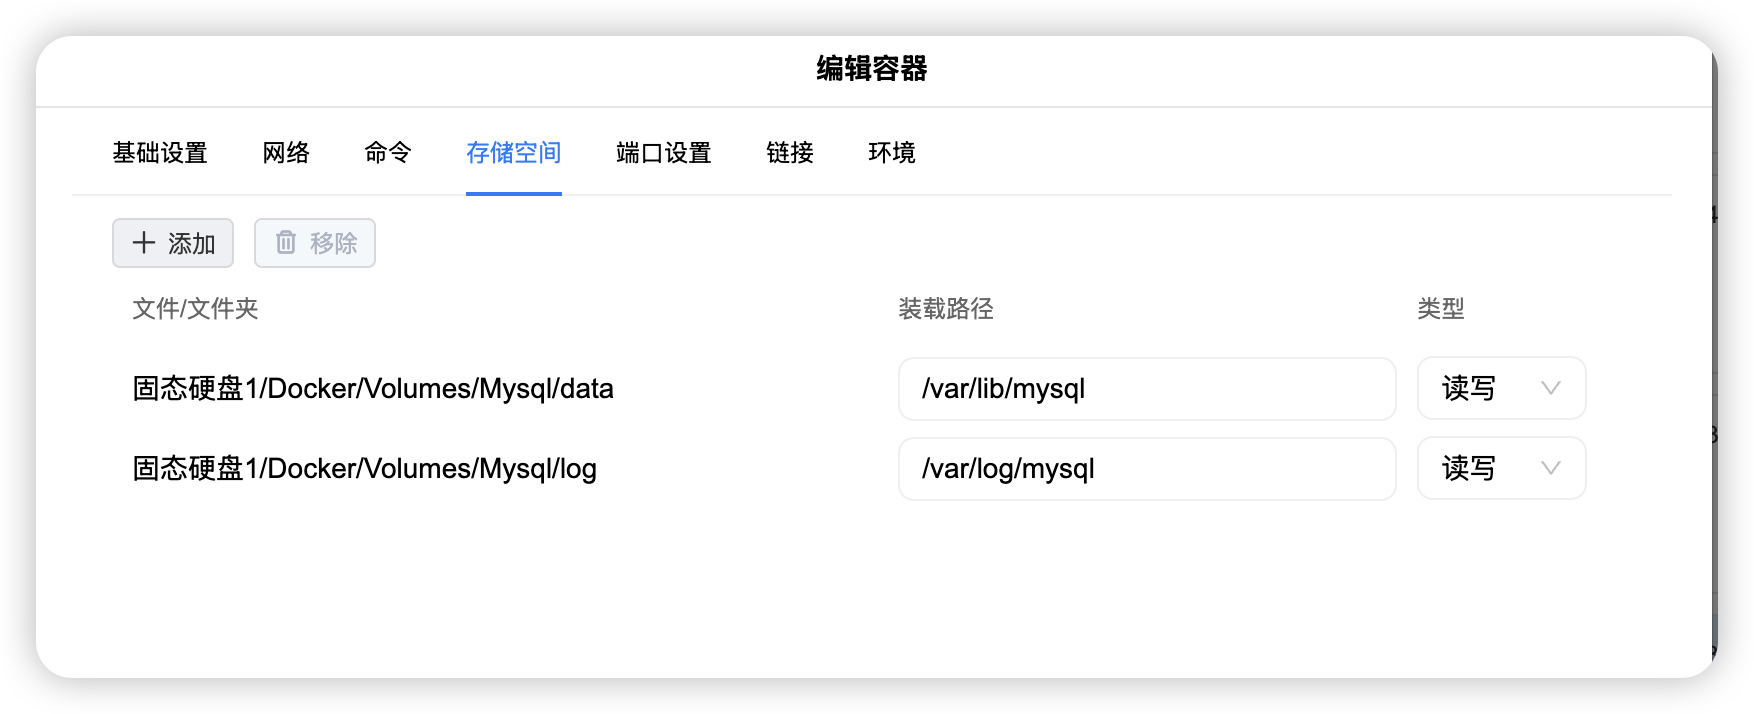 编辑容器
基础设置 网络 命令 存储空间 端口设置 链接 环境
添加 移除
文件/文件夹 装载路径 类型
固态硬盘1/Docker/Volumes/Mysql/data /var/lib/mysql 读写
固态硬盘1/Docker/Volumes/Mysql/log /var/log/mysql 读写